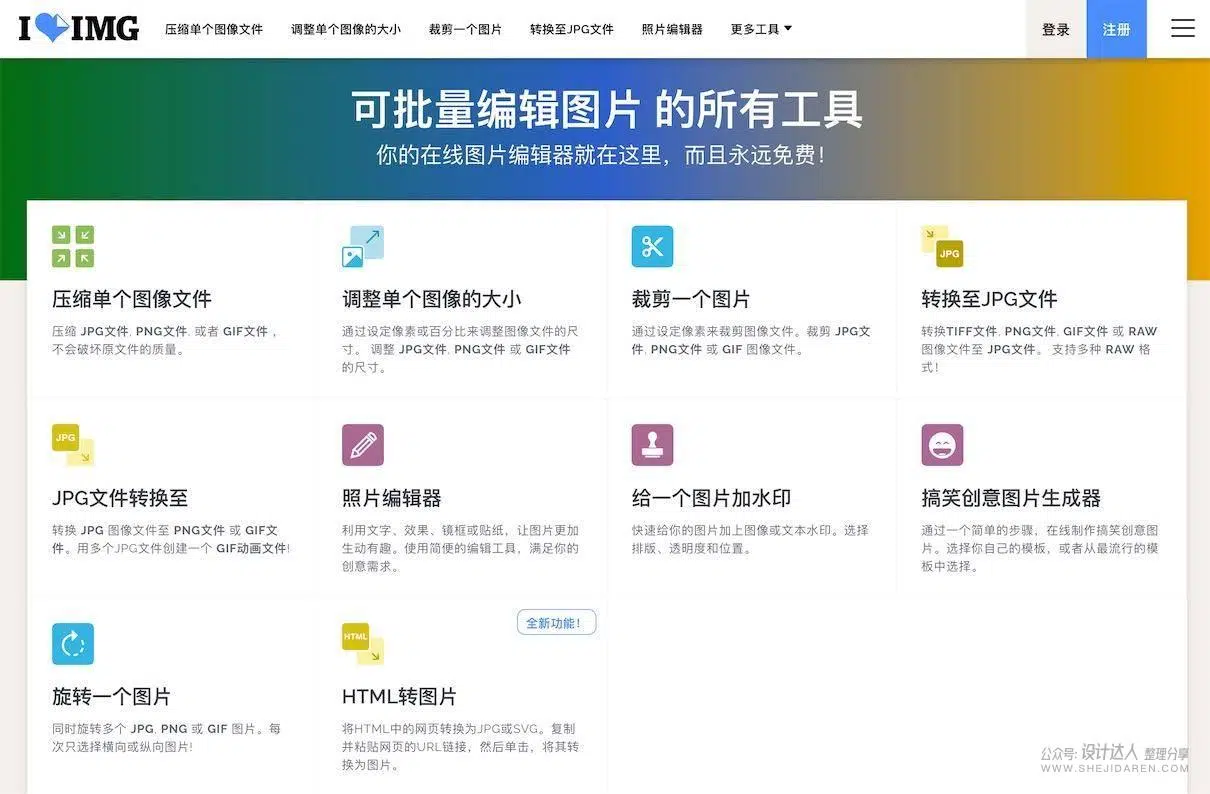 I IMG 压缩单个图像文件 调整单个图像的大小 裁剪一个图片 转换至JPG文件 照片编辑器 更多工具 登录 注册
可批量编辑图片 的所有工具
你的在线图片编辑器就在这里，而且永远免费！
压缩单个图像文件
压缩 JPG文件, PNG文件, 或者 GIF文件 ，
不会破坏原文件的质量。
调整单个图像的大小
通过设定像素或百分比来调整图像文件的尺
寸。 调整 JPG文件, PNG文件 或 GIF文件
的尺寸。
裁剪一个图片
通过设定像素来裁剪图像文件。裁剪 JPG文
件, PNG文件 或 GIF 图像文件。
JPG
转换至JPG文件
转换TIFF文件, PNG文件, GIF文件 或 RAW
图像文件至 JPG文件。 支持多种 RAW 格
式！
JPG
JPG文件转换至
转换 JPG 图像文件至 PNG文件 或 GIF文
件。用多个JPG文件创建一个 GIF动画文件!
照片编辑器
利用文字、效果、镜框或贴纸，让图片更加
生动有趣。使用简便的编辑工具，满足你的
创意需求。
给一个图片加水印
快速给你的图片加上图像或文本水印。选择
排版、透明度和位置。
搞笑创意图片生成器
通过一个简单的步骤，在线制作搞笑创意图
片。选择你自己的模板，或者从最流行的模
板中选择。
旋转一个图片
同时旋转多个 JPG, PNG 或 GIF 图片。每
次只选择横向或纵向图片!
全新功能！
HTML
HTML转图片
将HTML中的网页转换为JPG或SVG。复制
并粘贴网页的URL链接，然后单击，将其转
换为图片。
公众号: 设计达人 整理分享
WWW.SHEJIDAREN.COM